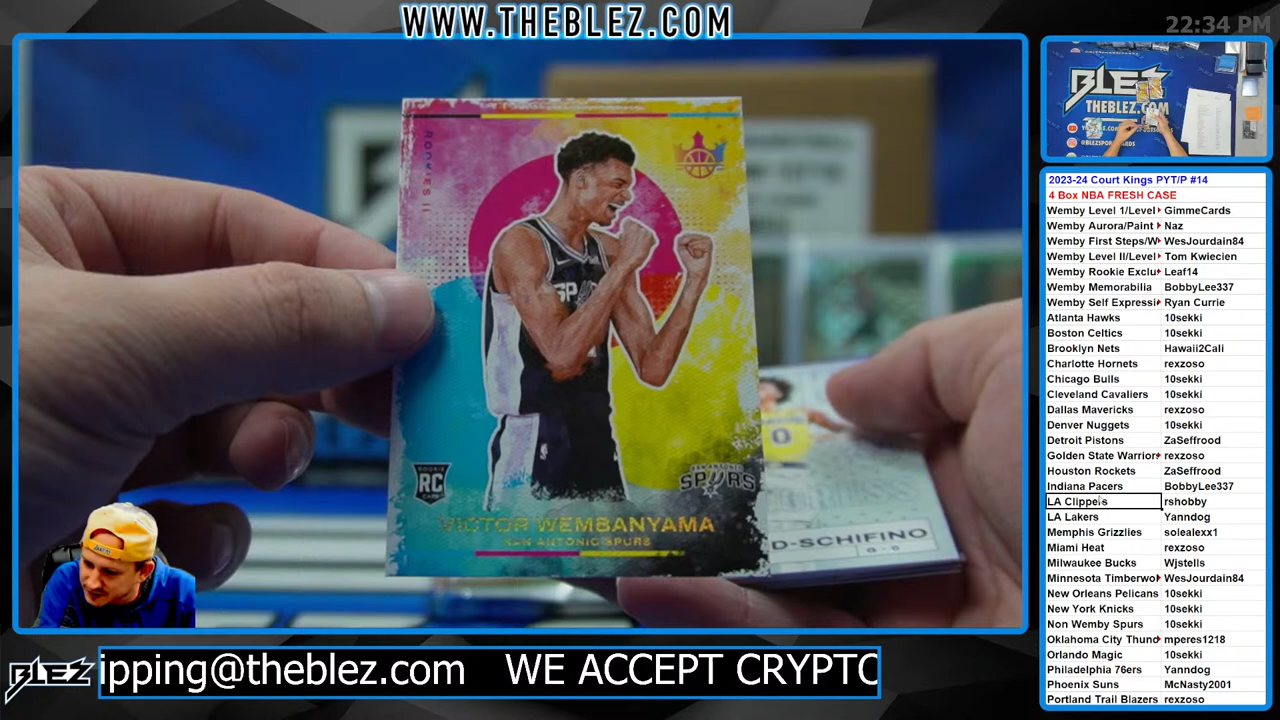 WWW.THEBLEZ.COM
22:34 PM
ROOKIES II
SP
ROOKIE
RC
CARD
SAN ANTONIO
SPURS
VICTOR WEMBANYAMA
SAN ANTONIO SPURS
0
D-SCHIFINO
G-G
BLEZ
THEBLEZ.COM
2023-24 Court Kings PYT/P #14
4 Box NBA FRESH CASE
Wemby Level 1/Level GimmeCards
Wemby Aurora/Paint Naz
Wemby First Steps/W WesJourdain84
Wemby Level II/Level Tom Kwiecien
Wemby Rookie Exclu Leaf14
Wemby Memorabilia BobbyLee337
Wemby Self Expressi Ryan Currie
Atlanta Hawks 10sekki
Boston Celtics 10sekki
Brooklyn Nets Hawaii2Cali
Charlotte Hornets rexzoso
Chicago Bulls 10sekki
Cleveland Cavaliers 10sekki
Dallas Mavericks rexzoso
Denver Nuggets 10sekki
Detroit Pistons ZaSeffrood
Golden State Warrior rexzoso
Houston Rockets ZaSeffrood
Indiana Pacers BobbyLee337
LA Clippers rshobby
LA Lakers Yanndog
Memphis Grizzlies solealexx1
Miami Heat rexzoso
Milwaukee Bucks Wjstells
Minnesota Timberwo WesJourdain84
New Orleans Pelicans 10sekki
New York Knicks 10sekki
Non Wemby Spurs 10sekki
Oklahoma City Thund mperes1218
Orlando Magic 10sekki
Philadelphia 76ers Yanndog
Phoenix Suns McNasty2001
Portland Trail Blazers rexzoso
BLEZ
ipping@theblez.com WE ACCEPT CRYPTO